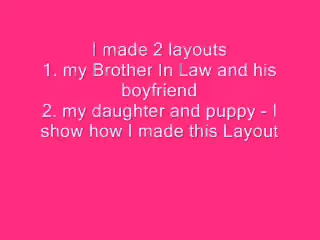 I made 2 layouts
1. my Brother In Law and his
boyfriend
2. my daughter and puppy - I
show how I made this Layout